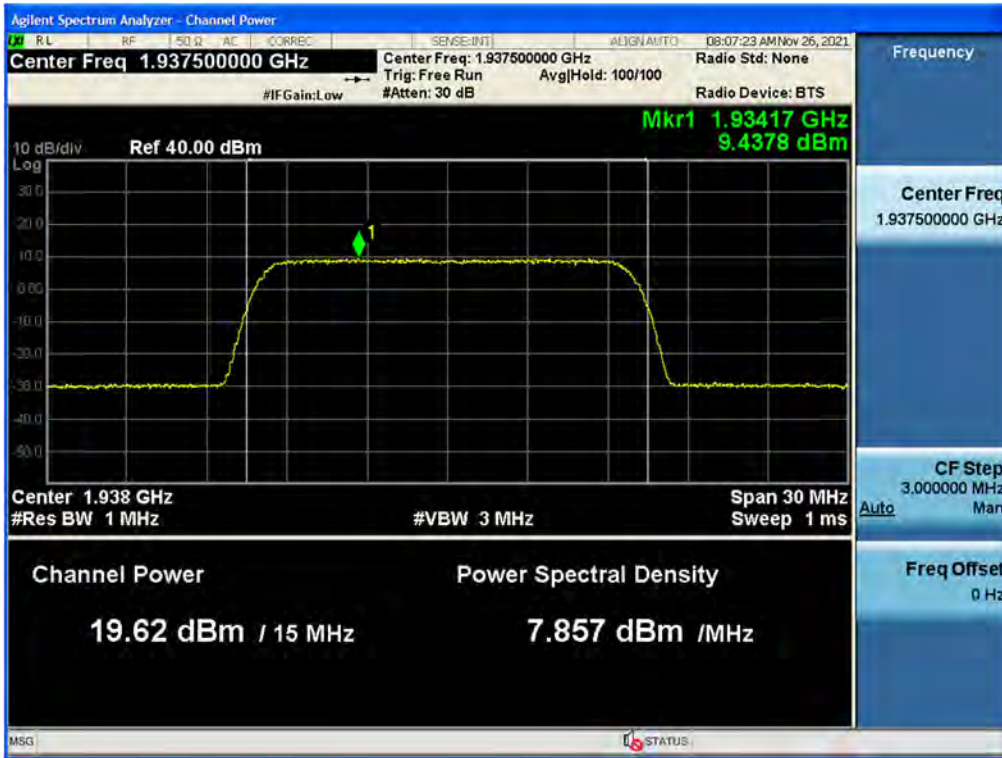 Agilent Spectrum Analyzer - Channel Power
LXI RL RF 50 Ω AC CORREC SENSE:INT ALIGN AUTO 08:07:23 AM Nov 26, 2021
Center Freq 1.937500000 GHz
Center Freq: 1.937500000 GHz
Radio Std: None
Trig: Free Run Avg|Hold: 100/100
#IFGain:Low #Atten: 30 dB
Radio Device: BTS
Mkr1 1.93417 GHz
9.4378 dBm
10 dB/div Ref 40.00 dBm
Log
30.0
20.0
10.0
0.00
-10.0
-20.0
-30.0
-40.0
-50.0
1
Center 1.938 GHz Span 30 MHz
#Res BW 1 MHz #VBW 3 MHz Sweep 1 ms
Channel Power Power Spectral Density
19.62 dBm / 15 MHz 7.857 dBm /MHz
MSG STATUS
Frequency
Center Freq
1.937500000 GHz
CF Step
3.000000 MHz
Auto Man
Freq Offset
0 Hz